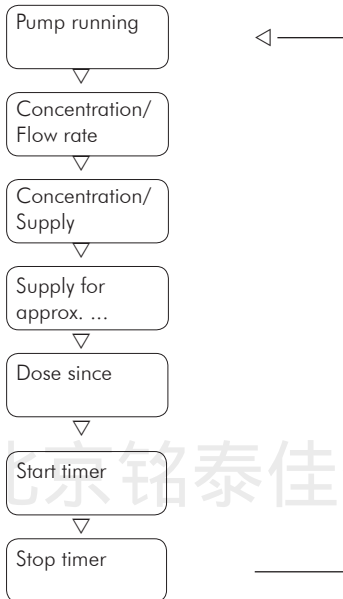 Pump running
Concentration/
Flow rate
Concentration/
Supply
Supply for
approx. ...
Dose since
北京铭泰佳
Start timer
Stop timer